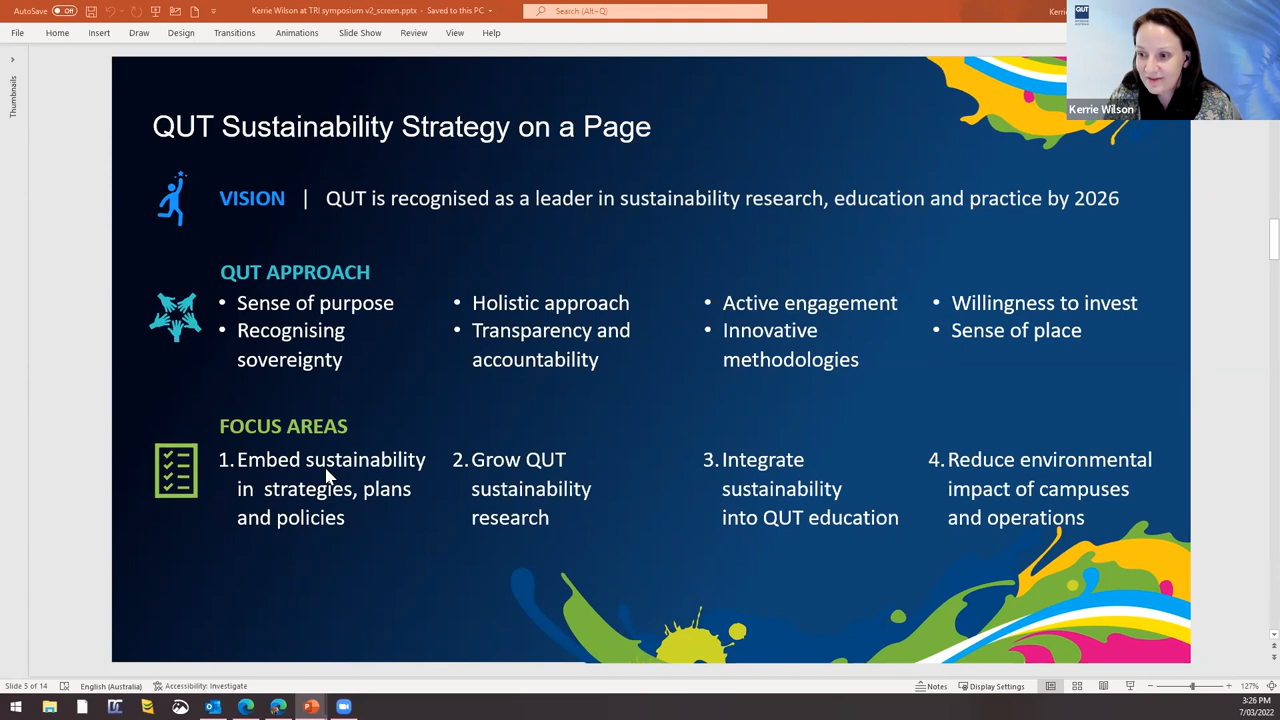 AutoSave Off Kerrie Wilson at TRI symposium v2_screen.pptx - Saved to this PC Search (Alt+Q)
File Home Insert Draw Design Transitions Animations Slide Show Review View Help
QUT
Kerrie Wilson
Thumbnails
QUT Sustainability Strategy on a Page
VISION | QUT is recognised as a leader in sustainability research, education and practice by 2026
QUT APPROACH
• Sense of purpose
• Recognising
sovereignty
• Holistic approach
• Transparency and
accountability
• Active engagement
• Innovative
methodologies
• Willingness to invest
• Sense of place
FOCUS AREAS
1. Embed sustainability
in strategies, plans
and policies
2. Grow QUT
sustainability
research
3. Integrate
sustainability
into QUT education
4. Reduce environmental
impact of campuses
and operations
Slide 5 of 14 English (Australia) Accessibility: Investigate Notes Display Settings 127%
3:26 PM
7/03/2022